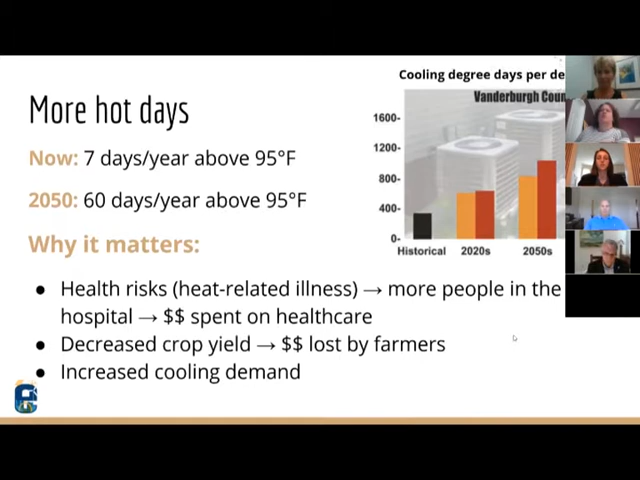 More hot days
Now: 7 days/year above 95°F
2050: 60 days/year above 95°F
Why it matters:
● Health risks (heat-related illness) → more people in the
hospital → $$ spent on healthcare
● Decreased crop yield → $$ lost by farmers
● Increased cooling demand
Cooling degree days per de
Vanderburgh Coun
1600-
1200-
800-
400-
0-
Historical 2020s 2050s